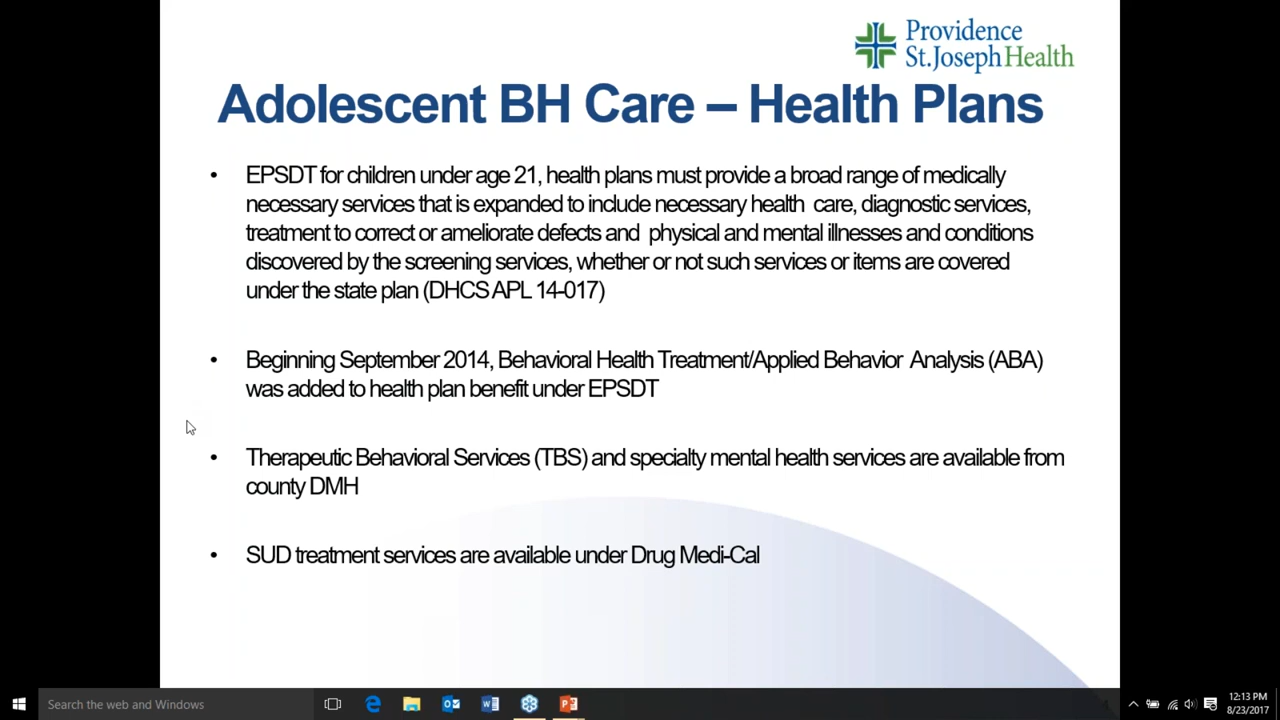 Providence
St.Joseph Health
Adolescent BH Care – Health Plans
• EPSDT for children under age 21, health plans must provide a broad range of medically
necessary services that is expanded to include necessary health care, diagnostic services,
treatment to correct or ameliorate defects and physical and mental illnesses and conditions
discovered by the screening services, whether or not such services or items are covered
under the state plan (DHCS APL 14-017)
• Beginning September 2014, Behavioral Health Treatment/Applied Behavior Analysis (ABA)
was added to health plan benefit under EPSDT
• Therapeutic Behavioral Services (TBS) and specialty mental health services are available from
county DMH
• SUD treatment services are available under Drug Medi-Cal
Search the web and Windows
12:13 PM
8/23/2017